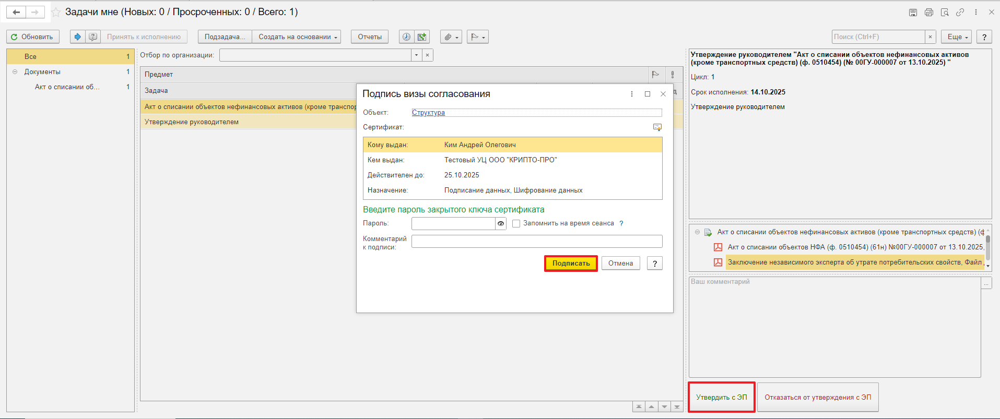 Задачи мне (Новых: 0 / Просроченных: 0 / Всего: 1)
Обновить
Принять к исполнению
Подзадача...
Создать на основании
Отчеты
Поиск (Ctrl+F)
×
Еще
?
Все 1
Документы 1
Акт о списании об... 1
Отбор по организации:
Предмет
Задача
Акт о списании объектов нефинансовых активов (кроме транспор
Утверждение руководителем
Подпись визы согласования
Объект: Структура
Сертификат:
Кому выдан: Ким Андрей Олегович
Кем выдан: Тестовый УЦ ООО "КРИПТО-ПРО"
Действителен до: 25.10.2025
Назначение: Подписание данных, Шифрование данных
Введите пароль закрытого ключа сертификата
Пароль:
Запомнить на время сеанса ?
Комментарий
к подписи:
Подписать
Отмена
?
Утверждение руководителем "Акт о списании объектов нефинансовых активов
(кроме транспортных средств) (ф. 0510454) (№ 00ГУ-000007 от 13.10.2025) "
Цикл: 1
Срок исполнения: 14.10.2025
Утверждение руководителем
Акт о списании объектов нефинансовых активов (кроме транспортных средств) (ф
Акт о списании объектов НФА (ф. 0510454) (61н) №00ГУ-000007 от 13.10.2025,
Заключение независимого эксперта об утрате потребительских свойств, Файл
Ваш комментарий
...
Утвердить с ЭП
Отказаться от утверждения с ЭП